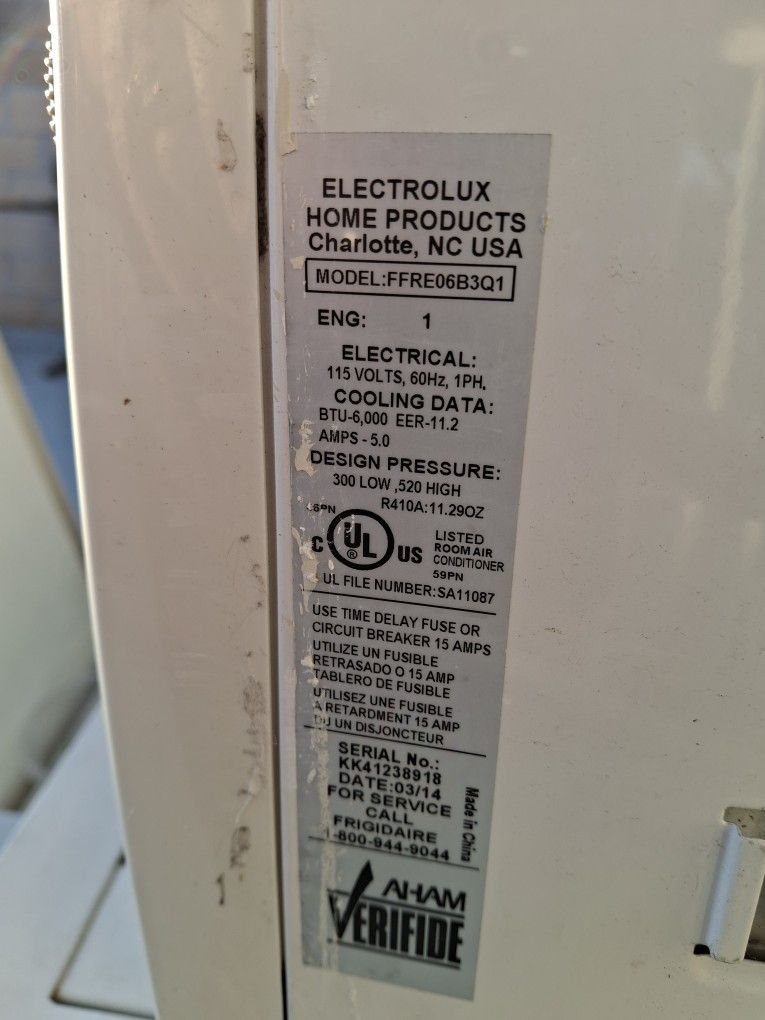 ELECTROLUX
HOME PRODUCTS
Charlotte, NC USA
MODEL:FFRE06B3Q1
ENG: 1
ELECTRICAL:
115 VOLTS, 60Hz, 1PH.
COOLING DATA:
BTU-6,000 EER-11.2
AMPS - 5.0
DESIGN PRESSURE:
300 LOW ,520 HIGH
R410A:11.29OZ
C UL ® US
LISTED
ROOM AIR
CONDITIONER
59PN
UL FILE NUMBER:SA11087
USE TIME DELAY FUSE OR
CIRCUIT BREAKER 15 AMPS
UTILIZE UN FUSIBLE
RETRASADO O 15 AMP
TABLERO DE FUSIBLE
UTILISEZ UNE FUSIBLE
A RETARDMENT 15 AMP
OU UN DISJONCTEUR
SERIAL No.:
KK41238918
DATE:03/14
FOR SERVICE
CALL
FRIGIDAIRE
1-800-944-9044
Made in China
AHAM
VERIFIDE